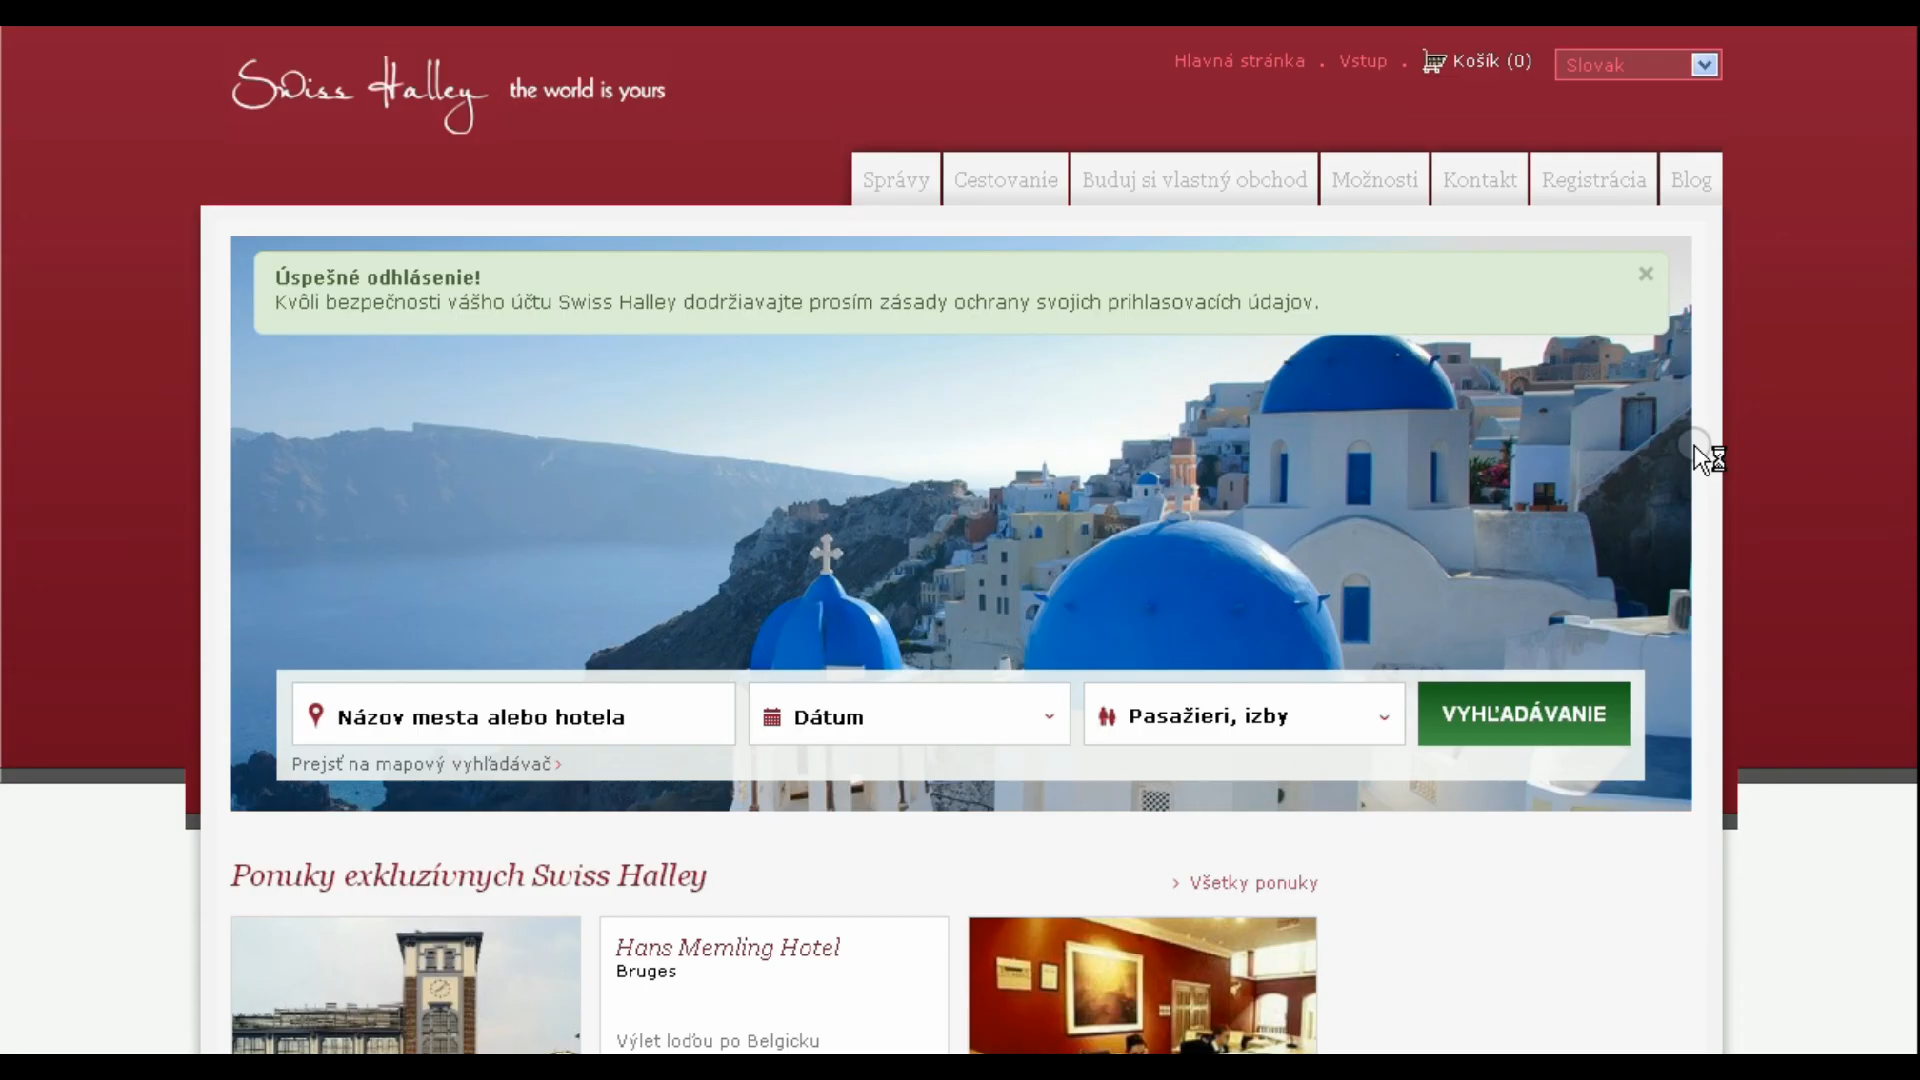 Swiss Halley the world is yours
Hlavná stránka . Vstup . Košík (0) Slovak
Správy Cestovanie Buduj si vlastný obchod Možnosti Kontakt Registrácia Blog
Úspešné odhlásenie!
Kvôli bezpečnosti vášho účtu Swiss Halley dodržiavajte prosím zásady ochrany svojich prihlasovacích údajov.
Názov mesta alebo hotela Dátum Pasažieri, izby VYHĽADÁVANIE
Prejsť na mapový vyhľadávač >
Ponuky exkluzívnych Swiss Halley > Všetky ponuky
Hans Memling Hotel
Bruges
Výlet loďou po Belgicku